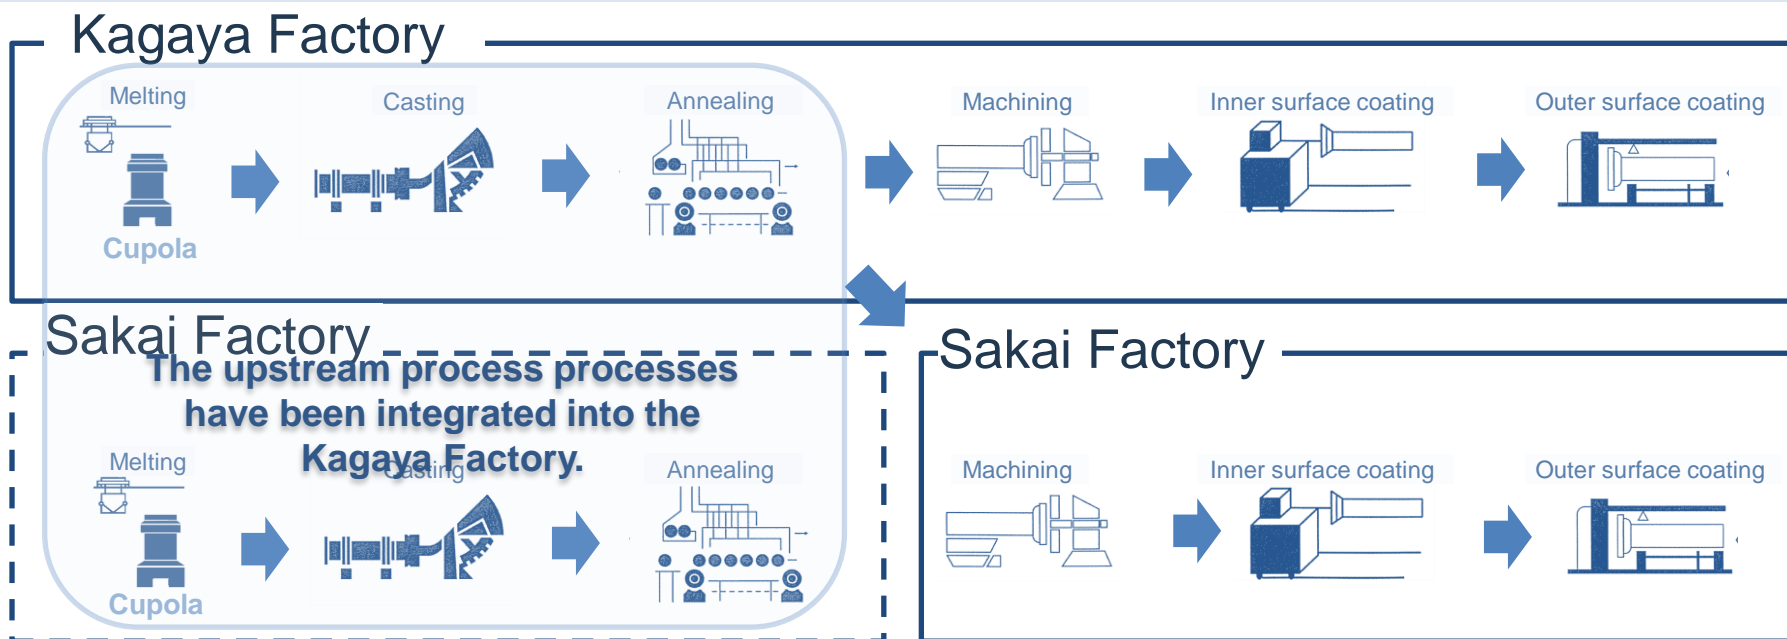 Kagaya Factory
Melting
Casting
Annealing
Machining
Inner surface coating
Outer surface coating
Cupola
Sakai Factory
The upstream process processes
have been integrated into the
Kagaya Factory.
Melting
Casting
Annealing
Cupola
Sakai Factory
Machining
Inner surface coating
Outer surface coating